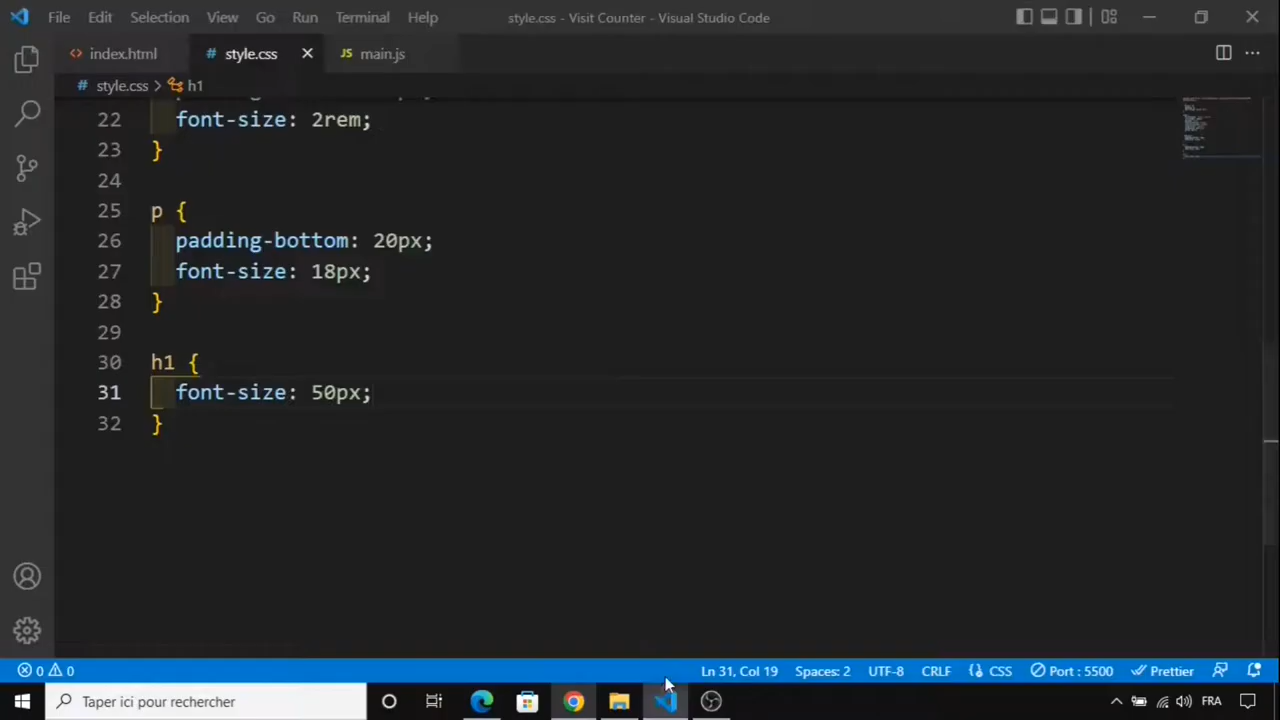 File Edit Selection View Go Run Terminal Help style.css - Visit Counter - Visual Studio Code
<> index.html # style.css × JS main.js ···
# style.css > h1
22 font-size: 2rem;
23 }
24
25 p {
26 padding-bottom: 20px;
27 font-size: 18px;
28 }
29
30 h1 {
31 font-size: 50px;
32 }
0 0 Ln 31, Col 19 Spaces: 2 UTF-8 CRLF CSS Port : 5500 Prettier
Taper ici pour rechercher FRA